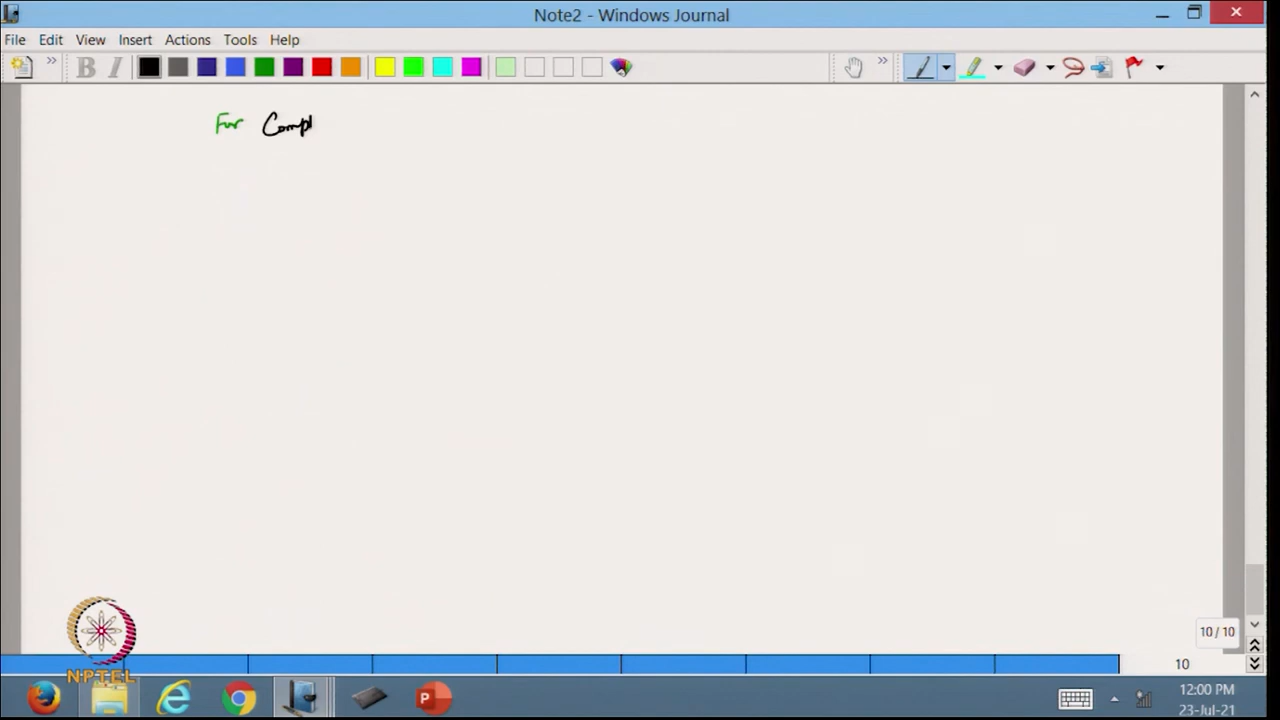 Note2 - Windows Journal
File Edit View Insert Actions Tools Help
B I
For Compl
10 / 10
10
NPTEL
12:00 PM
23-Jul-21